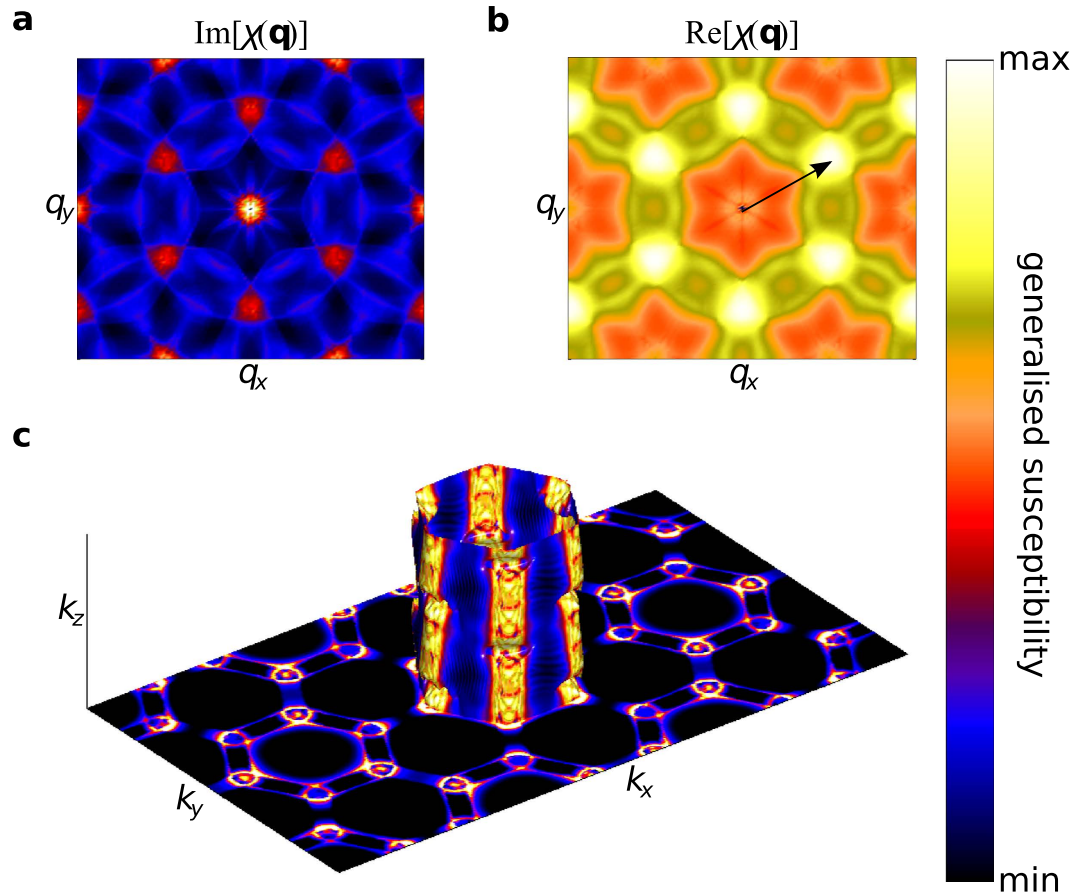 a
Im[χ(q)]
b
Re[χ(q)]
max
q_y
q_x
q_y
q_x
generalised susceptibility
c
k_z
k_y
k_x
min